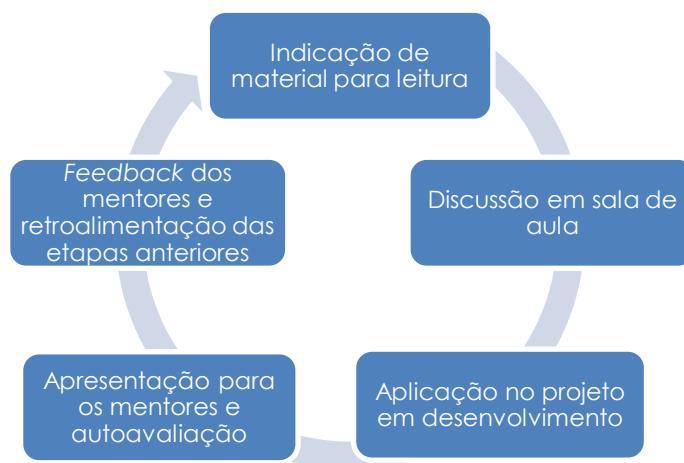 Indicação de
material para leitura
Discussão em sala de
aula
Aplicação no projeto
em desenvolvimento
Apresentação para
os mentores e
autoavaliação
Feedback dos
mentores e
retroalimentação das
etapas anteriores